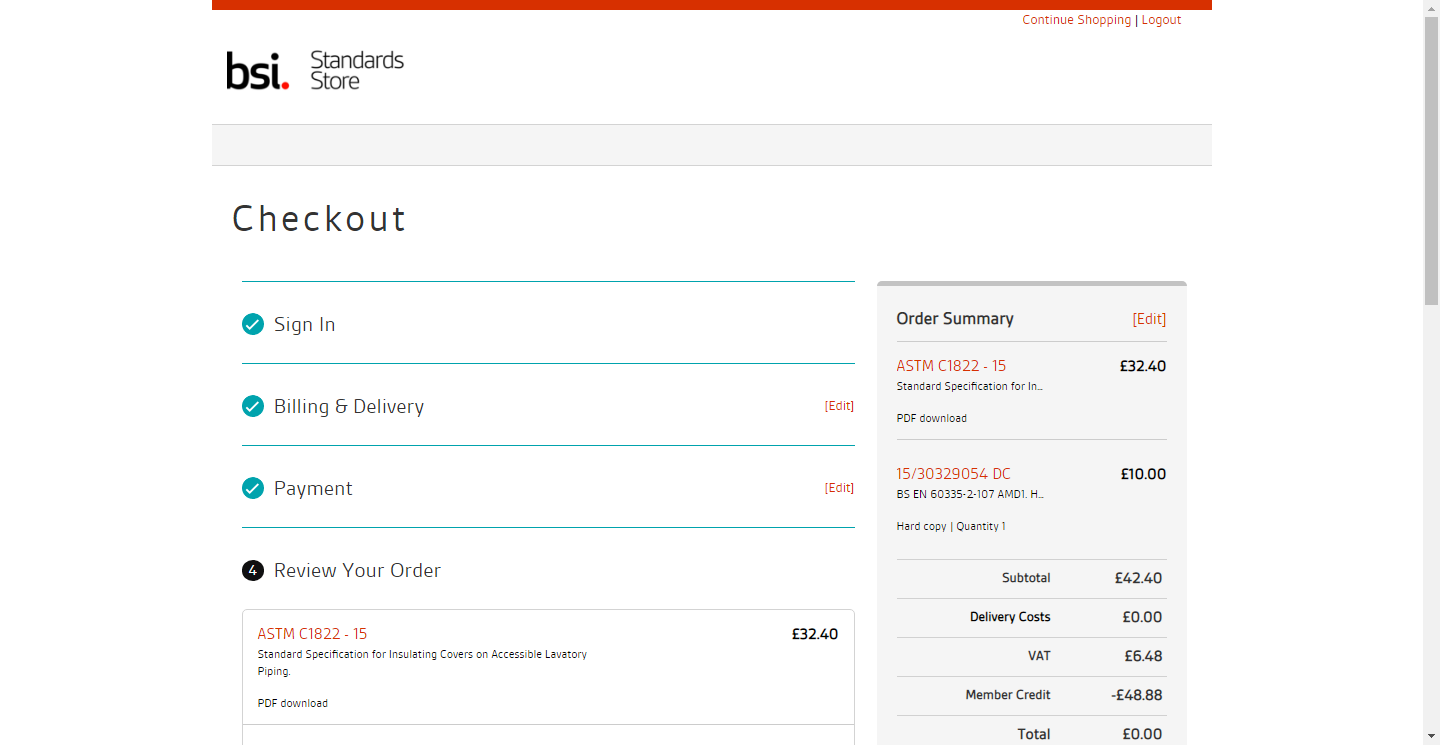 Continue Shopping | Logout
bsi. Standards
Store
Checkout
Sign In
Billing & Delivery [Edit]
Payment [Edit]
4 Review Your Order
ASTM C1822 - 15 £32.40
Standard Specification for Insulating Covers on Accessible Lavatory
Piping.
PDF download
Order Summary [Edit]
ASTM C1822 - 15 £32.40
Standard Specification for In...
PDF download
15/30329054 DC £10.00
BS EN 60335-2-107 AMD1. H...
Hard copy | Quantity 1
Subtotal £42.40
Delivery Costs £0.00
VAT £6.48
Member Credit -£48.88
Total £0.00